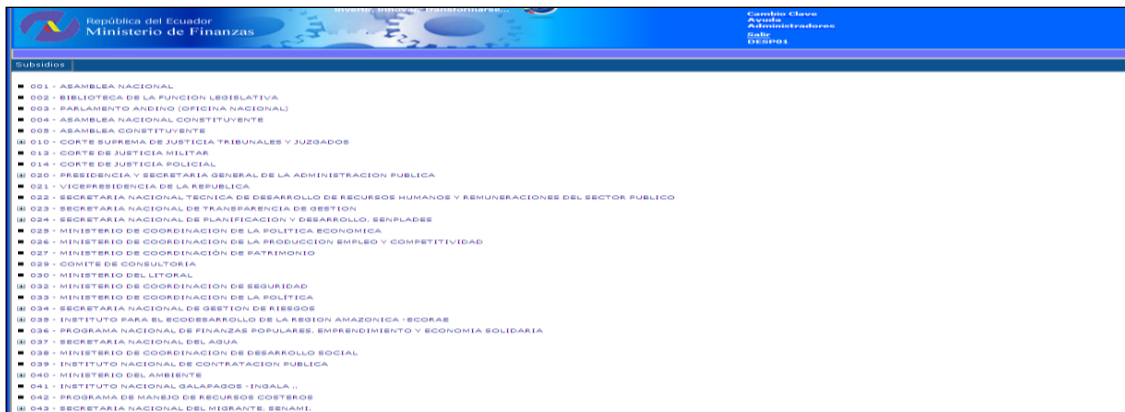 Invertir, Innovar, Transformarse...
República del Ecuador
Ministerio de Finanzas
Cambio Clave
Ayuda
Administradores
Salir
DESP01
Subsidios
001 - ASAMBLEA NACIONAL
002 - BIBLIOTECA DE LA FUNCION LEGISLATIVA
003 - PARLAMENTO ANDINO (OFICINA NACIONAL)
004 - ASAMBLEA NACIONAL CONSTITUYENTE
005 - ASAMBLEA CONSTITUYENTE
010 - CORTE SUPREMA DE JUSTICIA TRIBUNALES Y JUZGADOS
013 - CORTE DE JUSTICIA MILITAR
014 - CORTE DE JUSTICIA POLICIAL
020 - PRESIDENCIA Y SECRETARIA GENERAL DE LA ADMINISTRACION PUBLICA
021 - VICEPRESIDENCIA DE LA REPUBLICA
022 - SECRETARIA NACIONAL TECNICA DE DESARROLLO DE RECURSOS HUMANOS Y REMUNERACIONES DEL SECTOR PUBLICO
023 - SECRETARIA NACIONAL DE TRANSPARENCIA DE GESTION
024 - SECRETARIA NACIONAL DE PLANIFICACION Y DESARROLLO, SENPLADES
025 - MINISTERIO DE COORDINACION DE LA POLITICA ECONOMICA
026 - MINISTERIO DE COORDINACION DE LA PRODUCCION EMPLEO Y COMPETITIVIDAD
027 - MINISTERIO DE COORDINACIÓN DE PATRIMONIO
029 - COMITE DE CONSULTORIA
030 - MINISTERIO DEL LITORAL
032 - MINISTERIO DE COORDINACION DE SEGURIDAD
033 - MINISTERIO DE COORDINACION DE LA POLÍTICA
034 - SECRETARIA NACIONAL DE GESTION DE RIESGOS
035 - INSTITUTO PARA EL ECODESARROLLO DE LA REGION AMAZONICA - ECORAE
036 - PROGRAMA NACIONAL DE FINANZAS POPULARES, EMPRENDIMIENTO Y ECONOMIA SOLIDARIA
037 - SECRETARIA NACIONAL DEL AGUA
038 - MINISTERIO DE COORDINACION DE DESARROLLO SOCIAL
039 - INSTITUTO NACIONAL DE CONTRATACION PUBLICA
040 - MINISTERIO DEL AMBIENTE
041 - INSTITUTO NACIONAL GALAPAGOS - INGALA ..
042 - PROGRAMA DE MANEJO DE RECURSOS COSTEROS
043 - SECRETARIA NACIONAL DEL MIGRANTE, SENAMI.